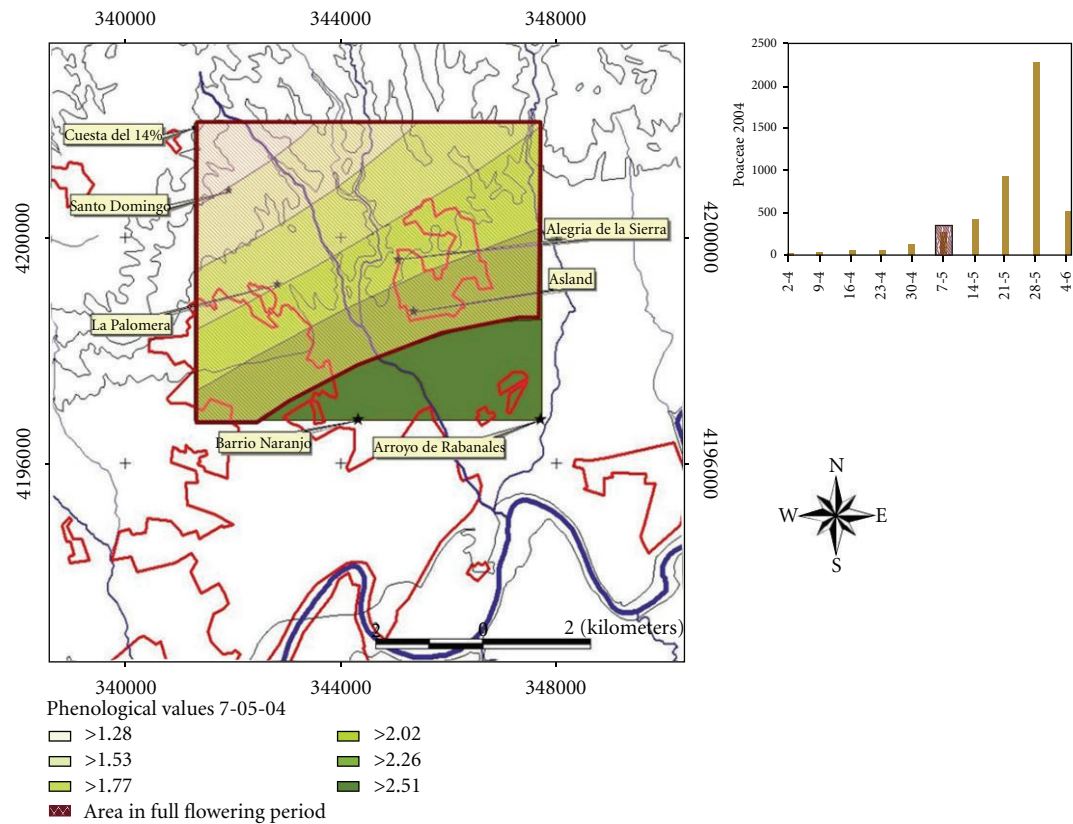 340000 344000 348000
4200000
4196000
Cuesta del 14%
Santo Domingo
La Palomera
Alegria de la Sierra
Asland
Barrio Naranjo
Arroyo de Rabanales
4200000
4196000
2 0 2 (kilometers)
340000 344000 348000
Phenological values 7-05-04
>1.28
>1.53
>1.77
>2.02
>2.26
>2.51
Area in full flowering period
Poaceae 2004
2500
2000
1500
1000
500
0
2-4 9-4 16-4 23-4 30-4 7-5 14-5 21-5 28-5 4-6
N
W E
S